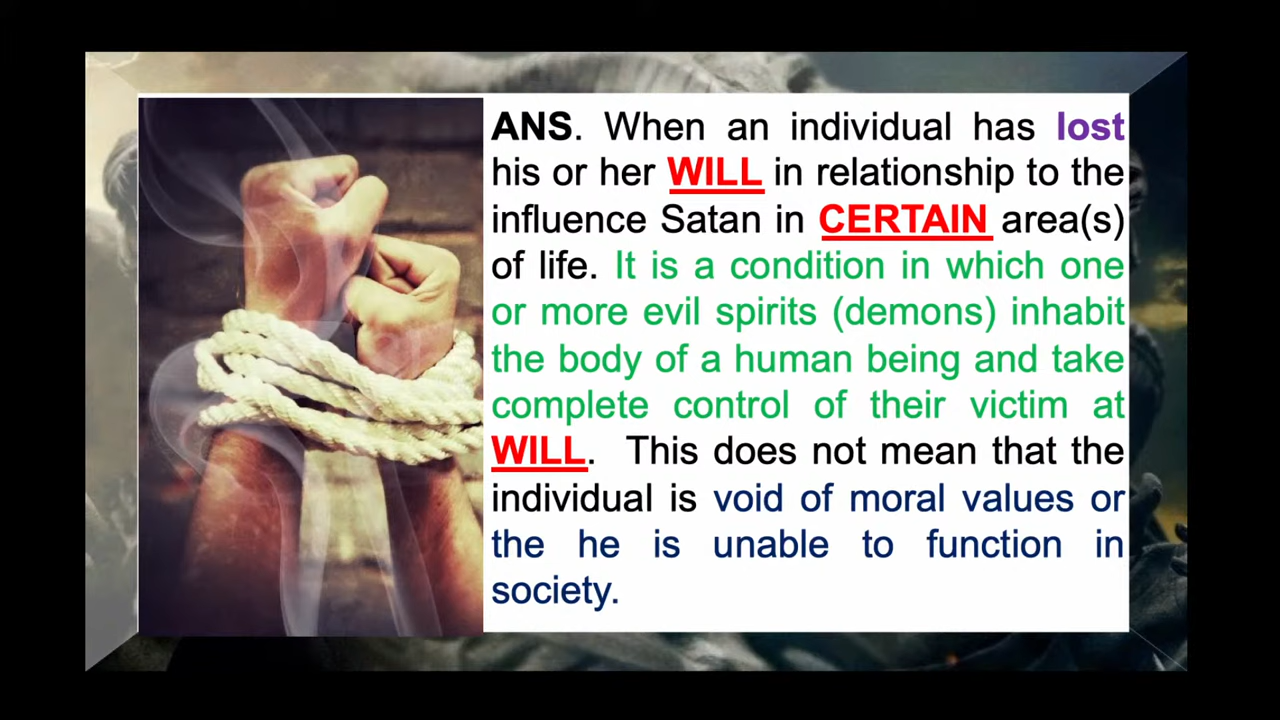 ANS. When an individual has lost
his or her WILL in relationship to the
influence Satan in CERTAIN area(s)
of life. It is a condition in which one
or more evil spirits (demons) inhabit
the body of a human being and take
complete control of their victim at
WILL. This does not mean that the
individual is void of moral values or
the he is unable to function in
society.